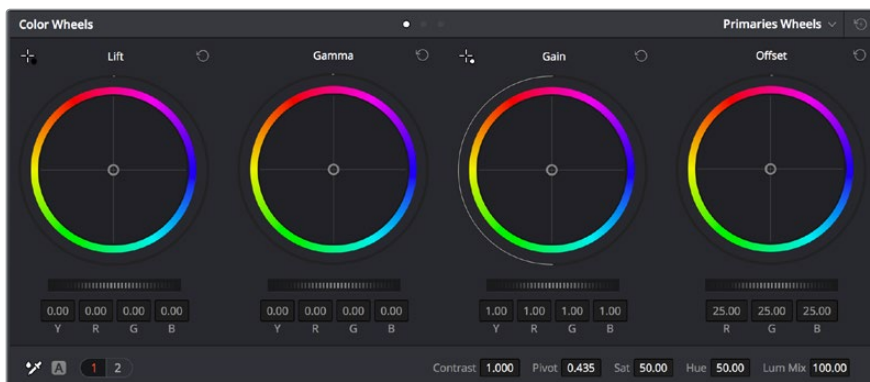 Color Wheels Primaries Wheels
Lift Gamma Gain Offset
0.00 0.00 0.00 0.00 0.00 0.00 0.00 0.00 1.00 1.00 1.00 1.00 25.00 25.00 25.00
Y R G B Y R G B Y R G B R G B
A 1 2 Contrast 1.000 Pivot 0.435 Sat 50.00 Hue 50.00 Lum Mix 100.00